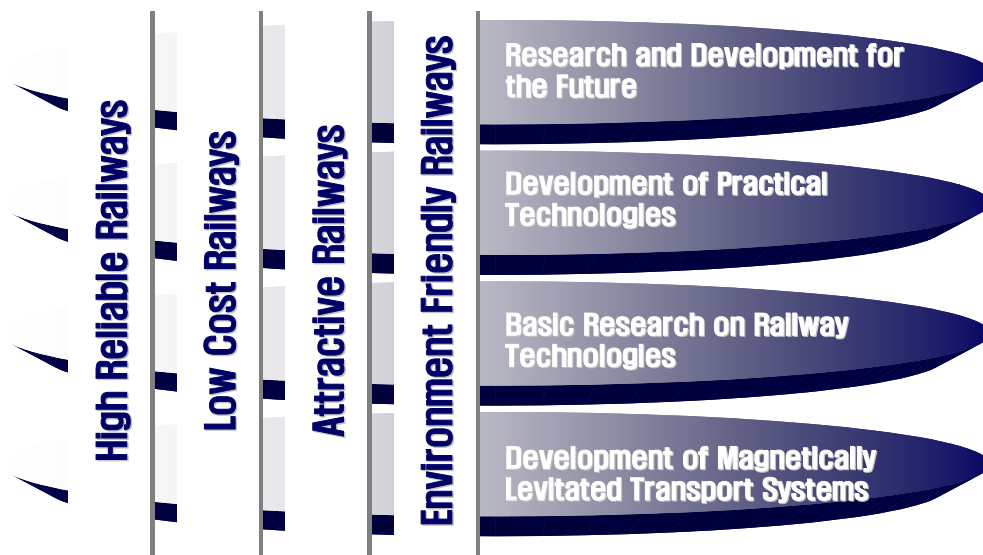 High Reliable Railways
Low Cost Railways
Attractive Railways
Environment Friendly Railways
Research and Development for
the Future
Development of Practical
Technologies
Basic Research on Railway
Technologies
Development of Magnetically
Levitated Transport Systems